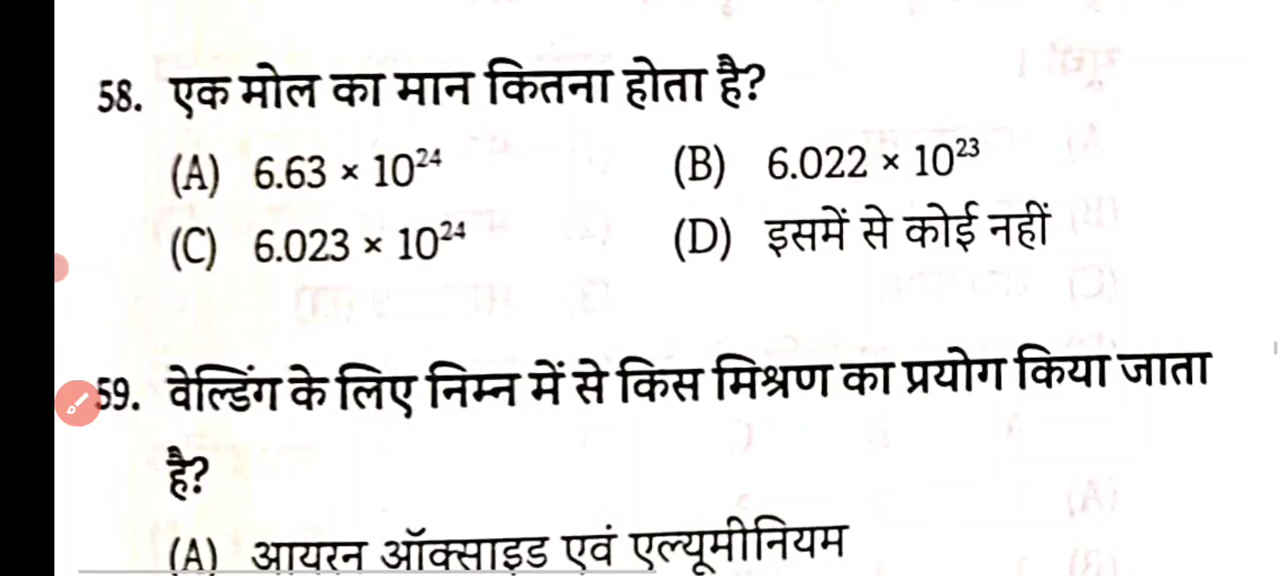 58. एक मोल का मान कितना होता है?
(A) 6.63 × 10²⁴ (B) 6.022 × 10²³
(C) 6.023 × 10²⁴ (D) इसमें से कोई नहीं
59. वेल्डिंग के लिए निम्न में से किस मिश्रण का प्रयोग किया जाता
है?
(A) आयरन ऑक्साइड एवं एल्यूमीनियम